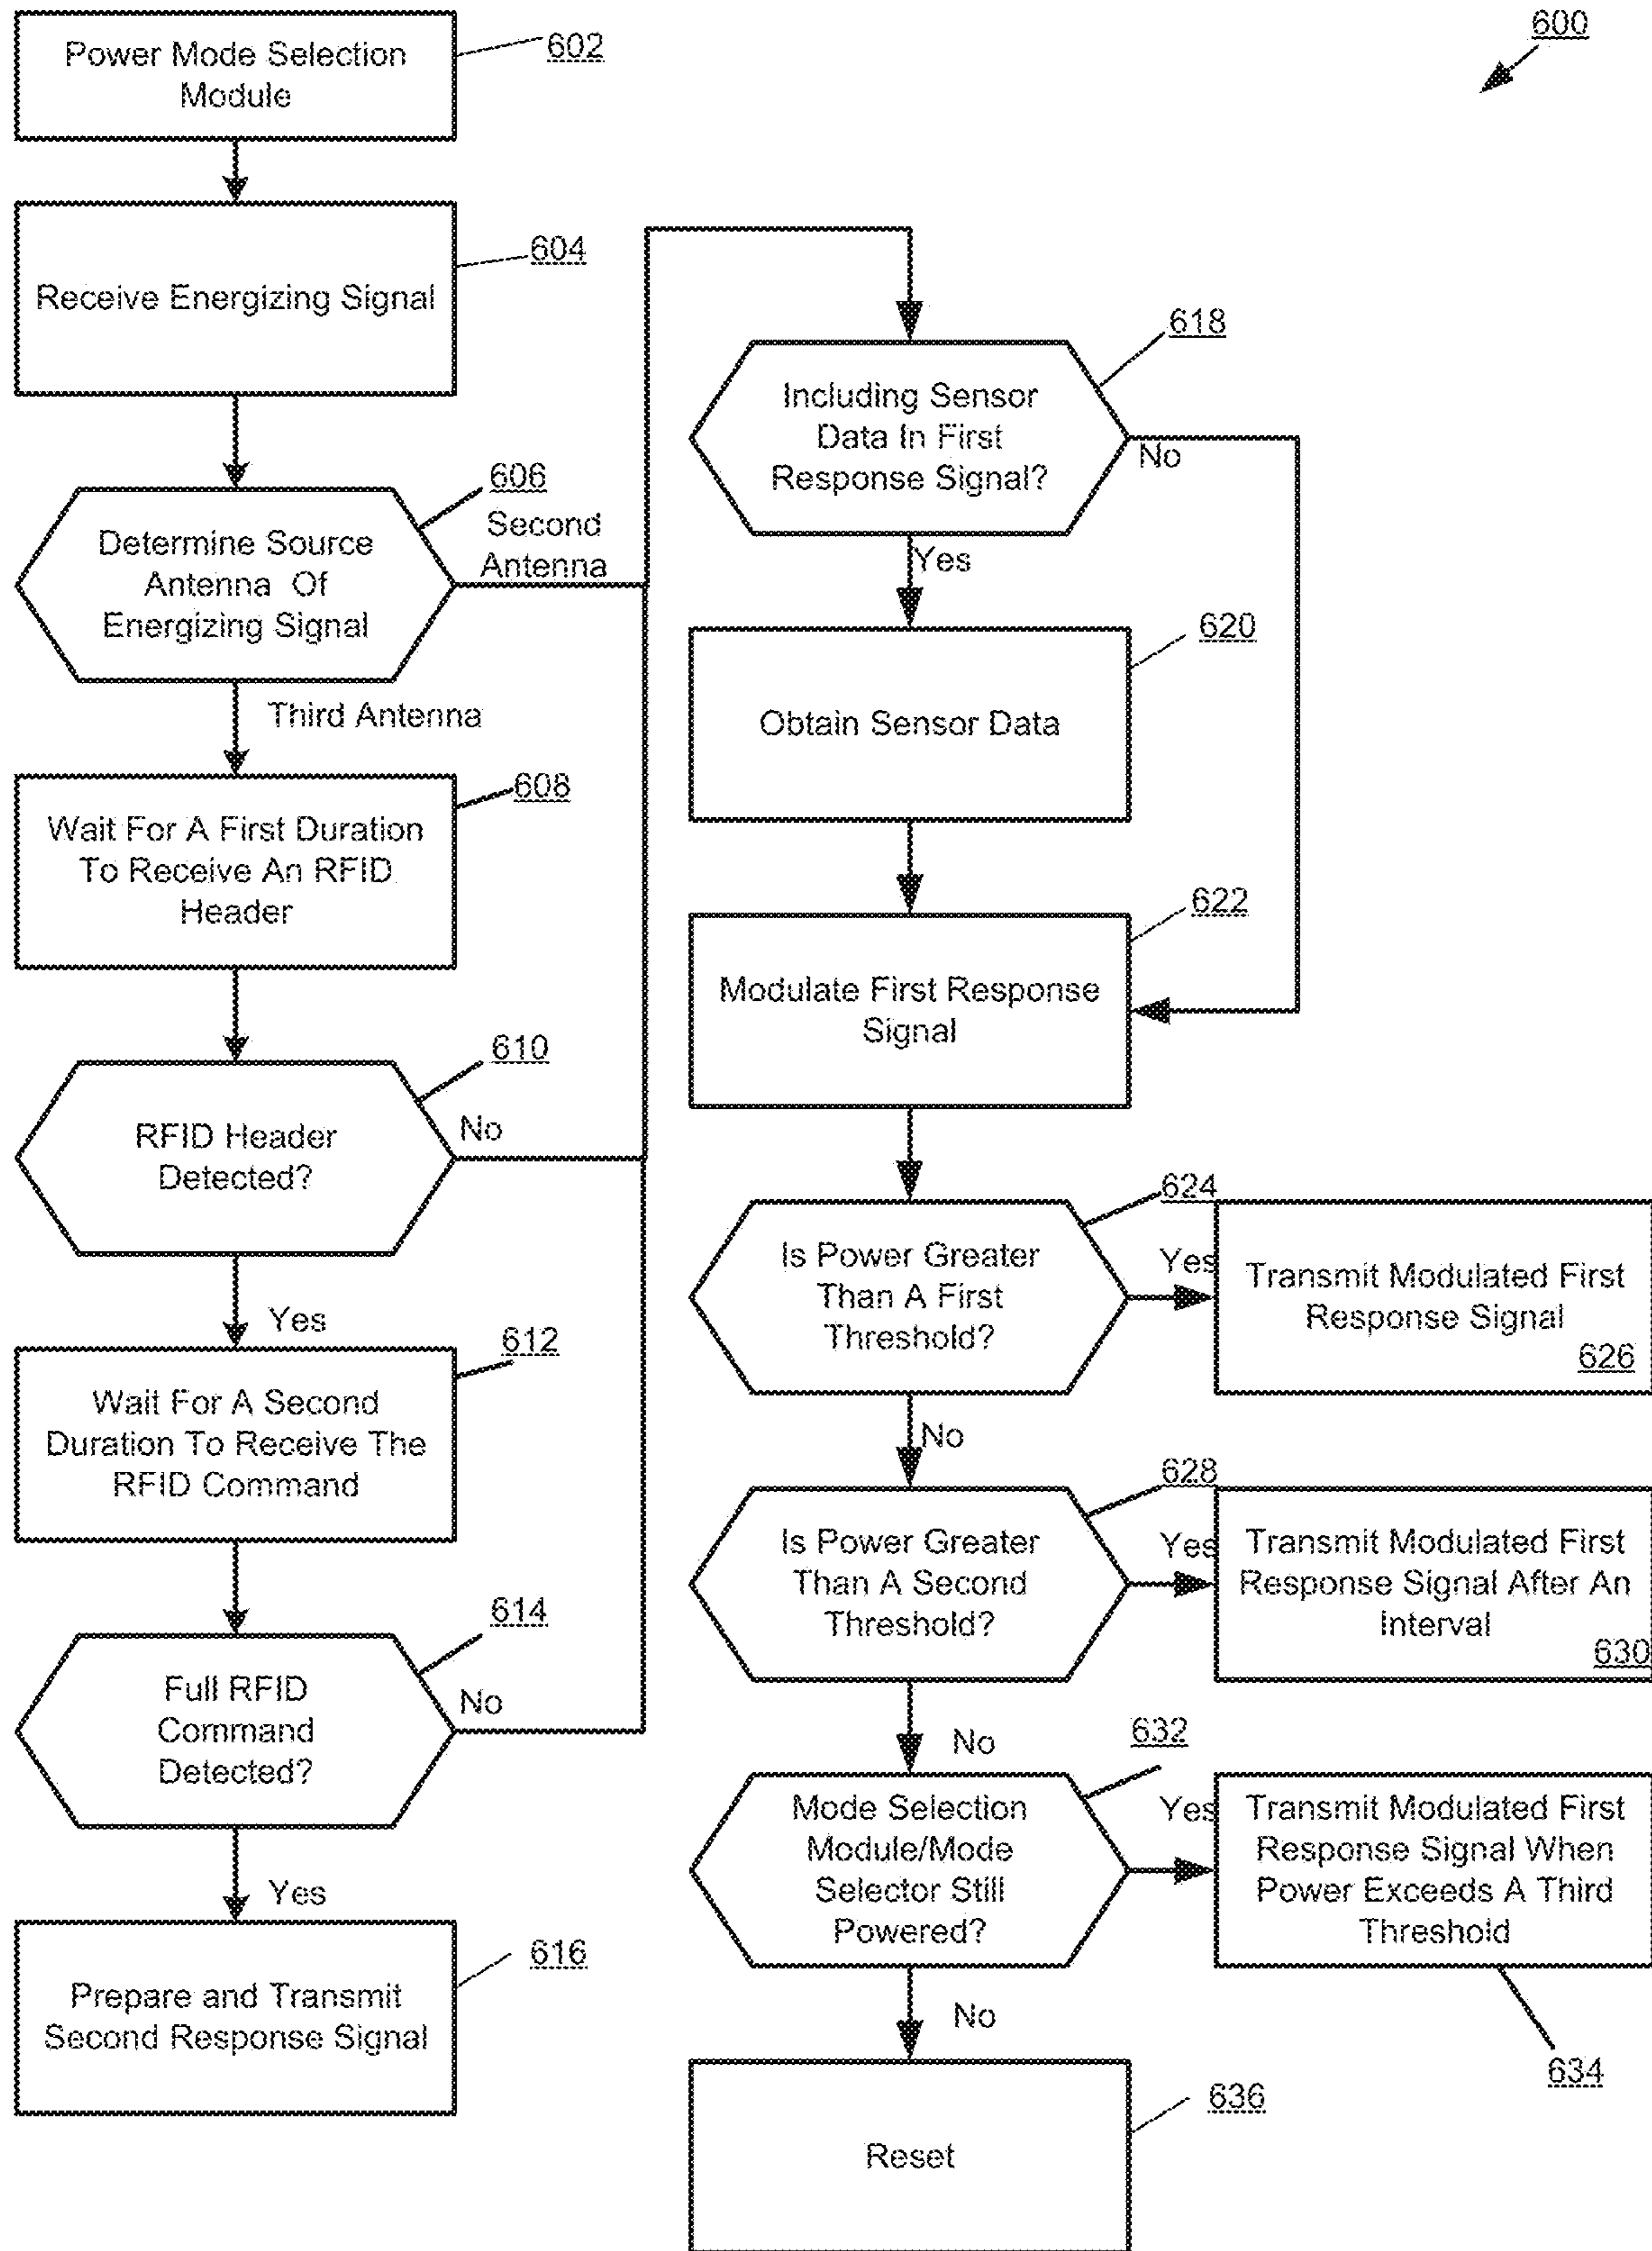 600
Power Mode Selection
Module
602
Receive Energizing Signal
604
Determine Source
Antenna Of
Energizing Signal
606
Second
Antenna
Third Antenna
Wait For A First Duration
To Receive An RFID
Header
608
RFID Header
Detected?
610
No
Yes
Wait For A Second
Duration To Receive The
RFID Command
612
Full RFID
Command
Detected?
614
No
Yes
Prepare and Transmit
Second Response Signal
616
Including Sensor
Data In First
Response Signal?
618
No
Yes
Obtain Sensor Data
620
Modulate First Response
Signal
622
Is Power Greater
Than A First
Threshold?
624
Yes
Transmit Modulated First
Response Signal
626
No
Is Power Greater
Than A Second
Threshold?
628
Yes
Transmit Modulated First
Response Signal After An
Interval
630
No
Mode Selection
Module/Mode
Selector Still
Powered?
632
Yes
Transmit Modulated First
Response Signal When
Power Exceeds A Third
Threshold
634
No
Reset
636